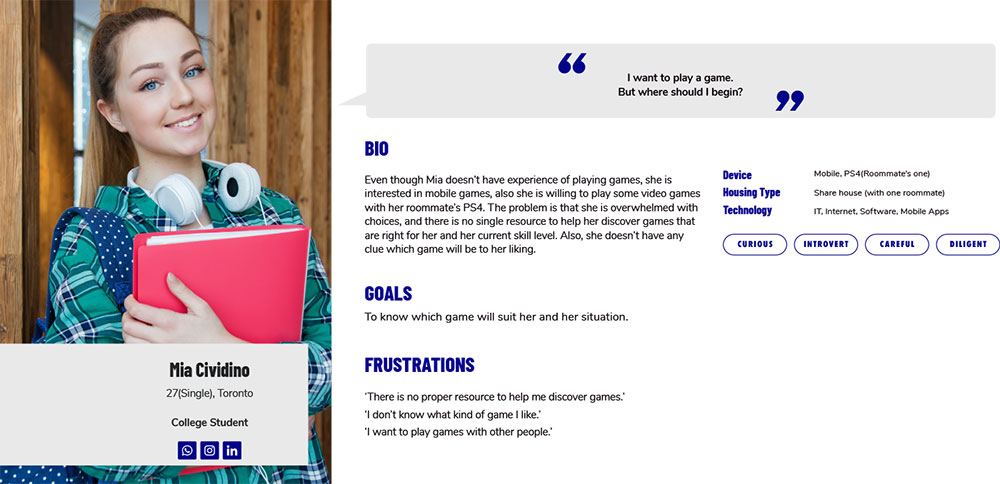 “
I want to play a game.
But where should I begin?
”
BIO
Even though Mia doesn’t have experience of playing games, she is
interested in mobile games, also she is willing to play some video games
with her roommate’s PS4. The problem is that she is overwhelmed with
choices, and there is no single resource to help her discover games that
are right for her and her current skill level. Also, she doesn’t have any
clue which game will be to her liking.
Device Mobile, PS4(Roommate's one)
Housing Type Share house (with one roommate)
Technology IT, Internet, Software, Mobile Apps
CURIOUS INTROVERT CAREFUL DILIGENT
GOALS
To know which game will suit her and her situation.
FRUSTRATIONS
‘There is no proper resource to help me discover games.’
‘I don’t know what kind of game I like.’
‘I want to play games with other people.’
Mia Cividino
27(Single), Toronto
College Student
in